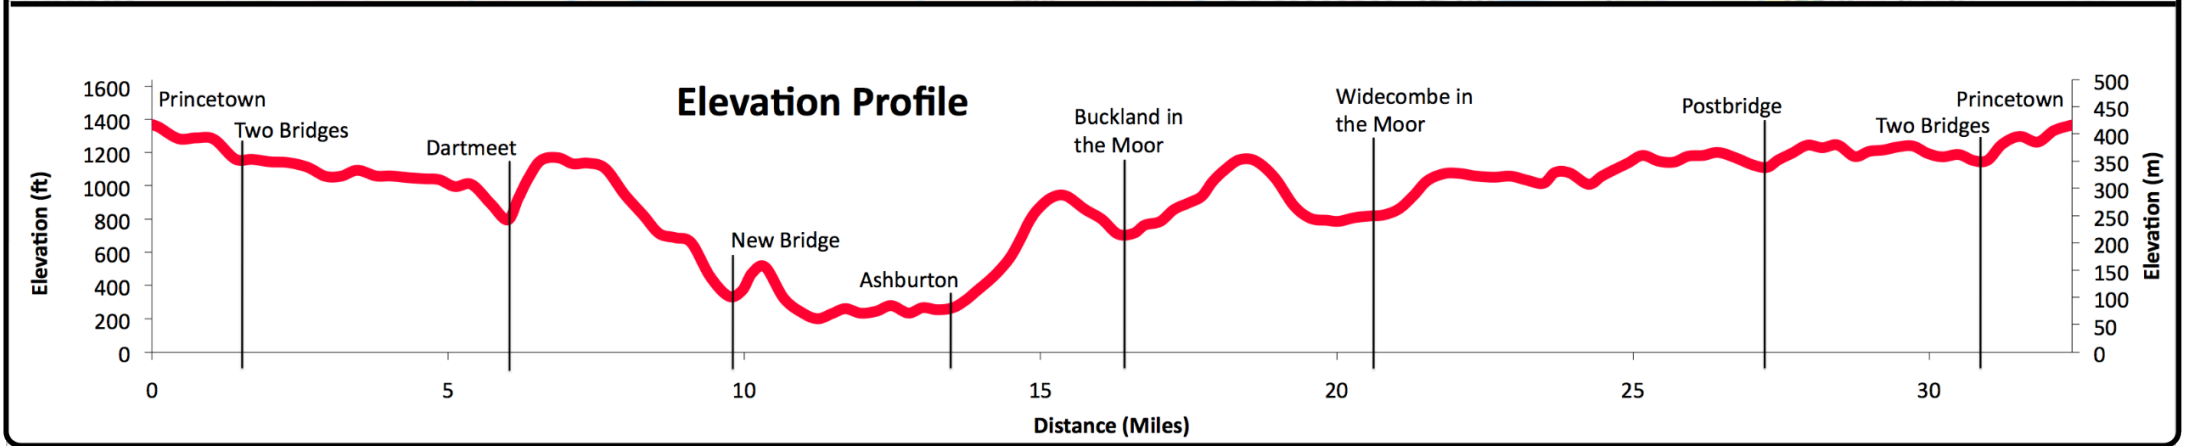 Elevation Profile
Princetown
Two Bridges
Dartmeet
New Bridge
Ashburton
Buckland in
the Moor
Widecombe in
the Moor
Postbridge
Two Bridges
Princetown
Elevation (ft)
1600
1400
1200
1000
800
600
400
200
0
500
450
400
350
300
250
200
150
100
50
0
Elevation (m)
0 5 10 15 20 25 30
Distance (Miles)